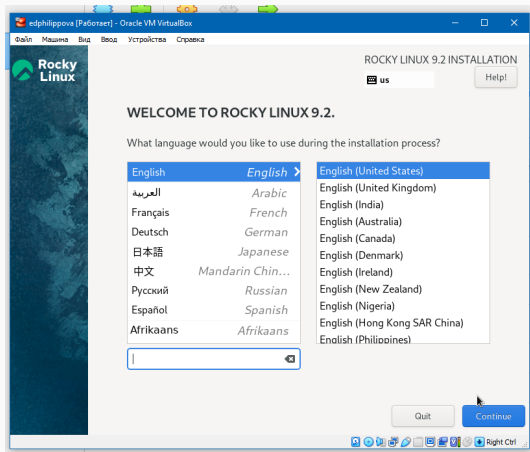 edphilippova [Работает] - Oracle VM VirtualBox
Файл Машина Вид Ввод Устройства Справка
Rocky
Linux
ROCKY LINUX 9.2 INSTALLATION
us
Help!
WELCOME TO ROCKY LINUX 9.2.
What language would you like to use during the installation process?
English English
العربية Arabic
Français French
Deutsch German
日本語 Japanese
中文 Mandarin Chin...
Русский Russian
Español Spanish
Afrikaans Afrikaans
English (United States)
English (United Kingdom)
English (India)
English (Australia)
English (Canada)
English (Denmark)
English (Ireland)
English (New Zealand)
English (Nigeria)
English (Hong Kong SAR China)
English (Philippines)
Quit
Continue
Right Ctrl